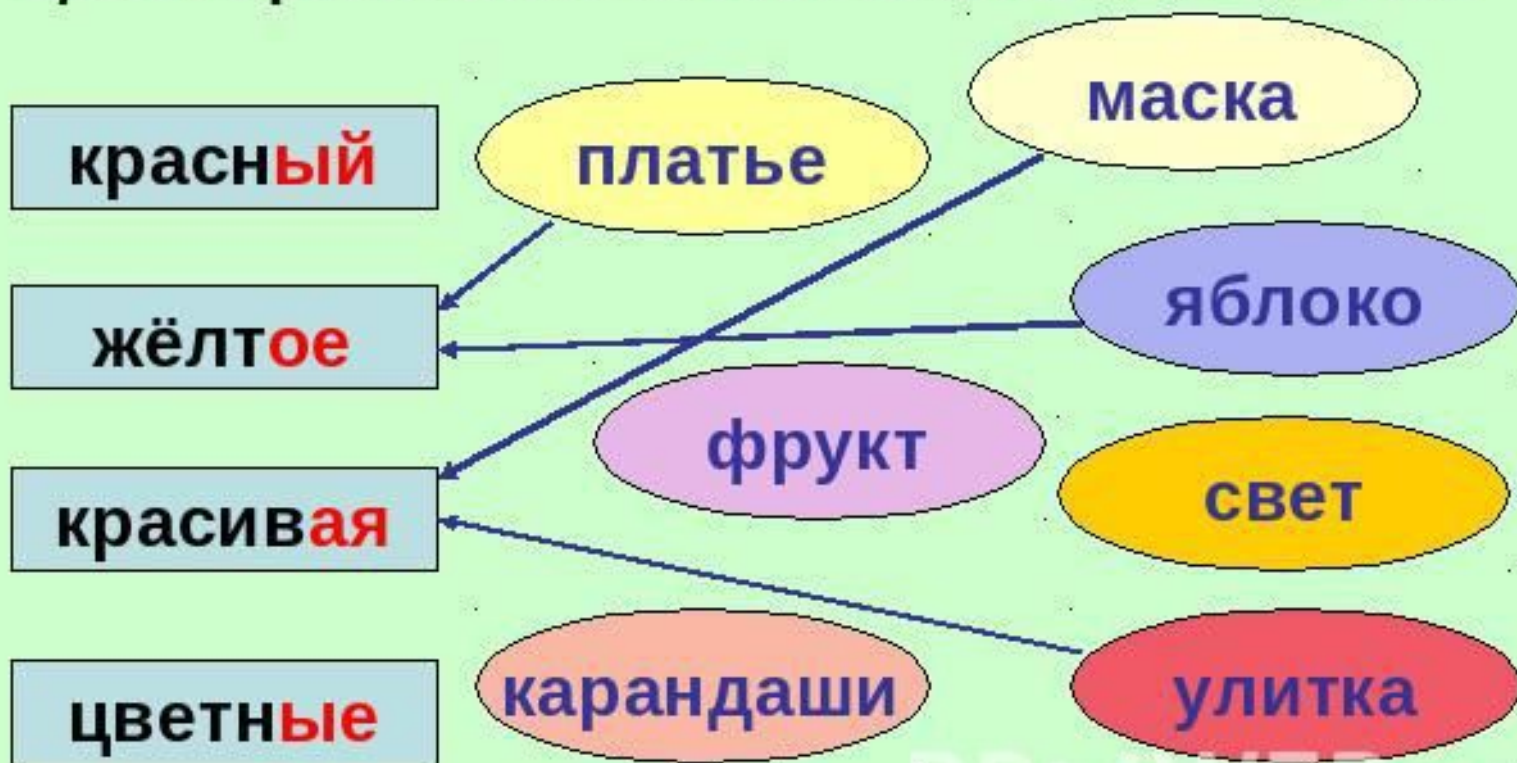 маска
красный
платье
яблоко
жёлтое
фрукт
свет
красивая
карандаши
улитка
цветные